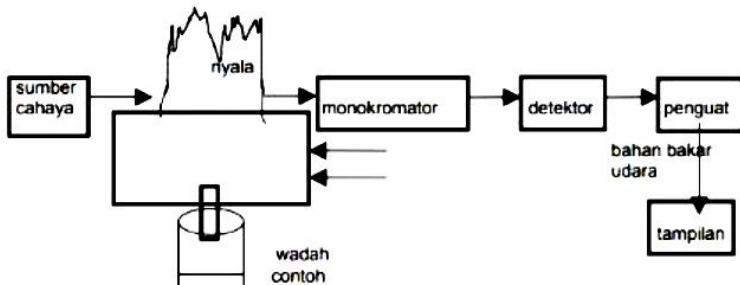 nyala
sumber
cahaya
monokromator
detektor
penguat
bahan bakar
udara
tampilan
wadah
contoh